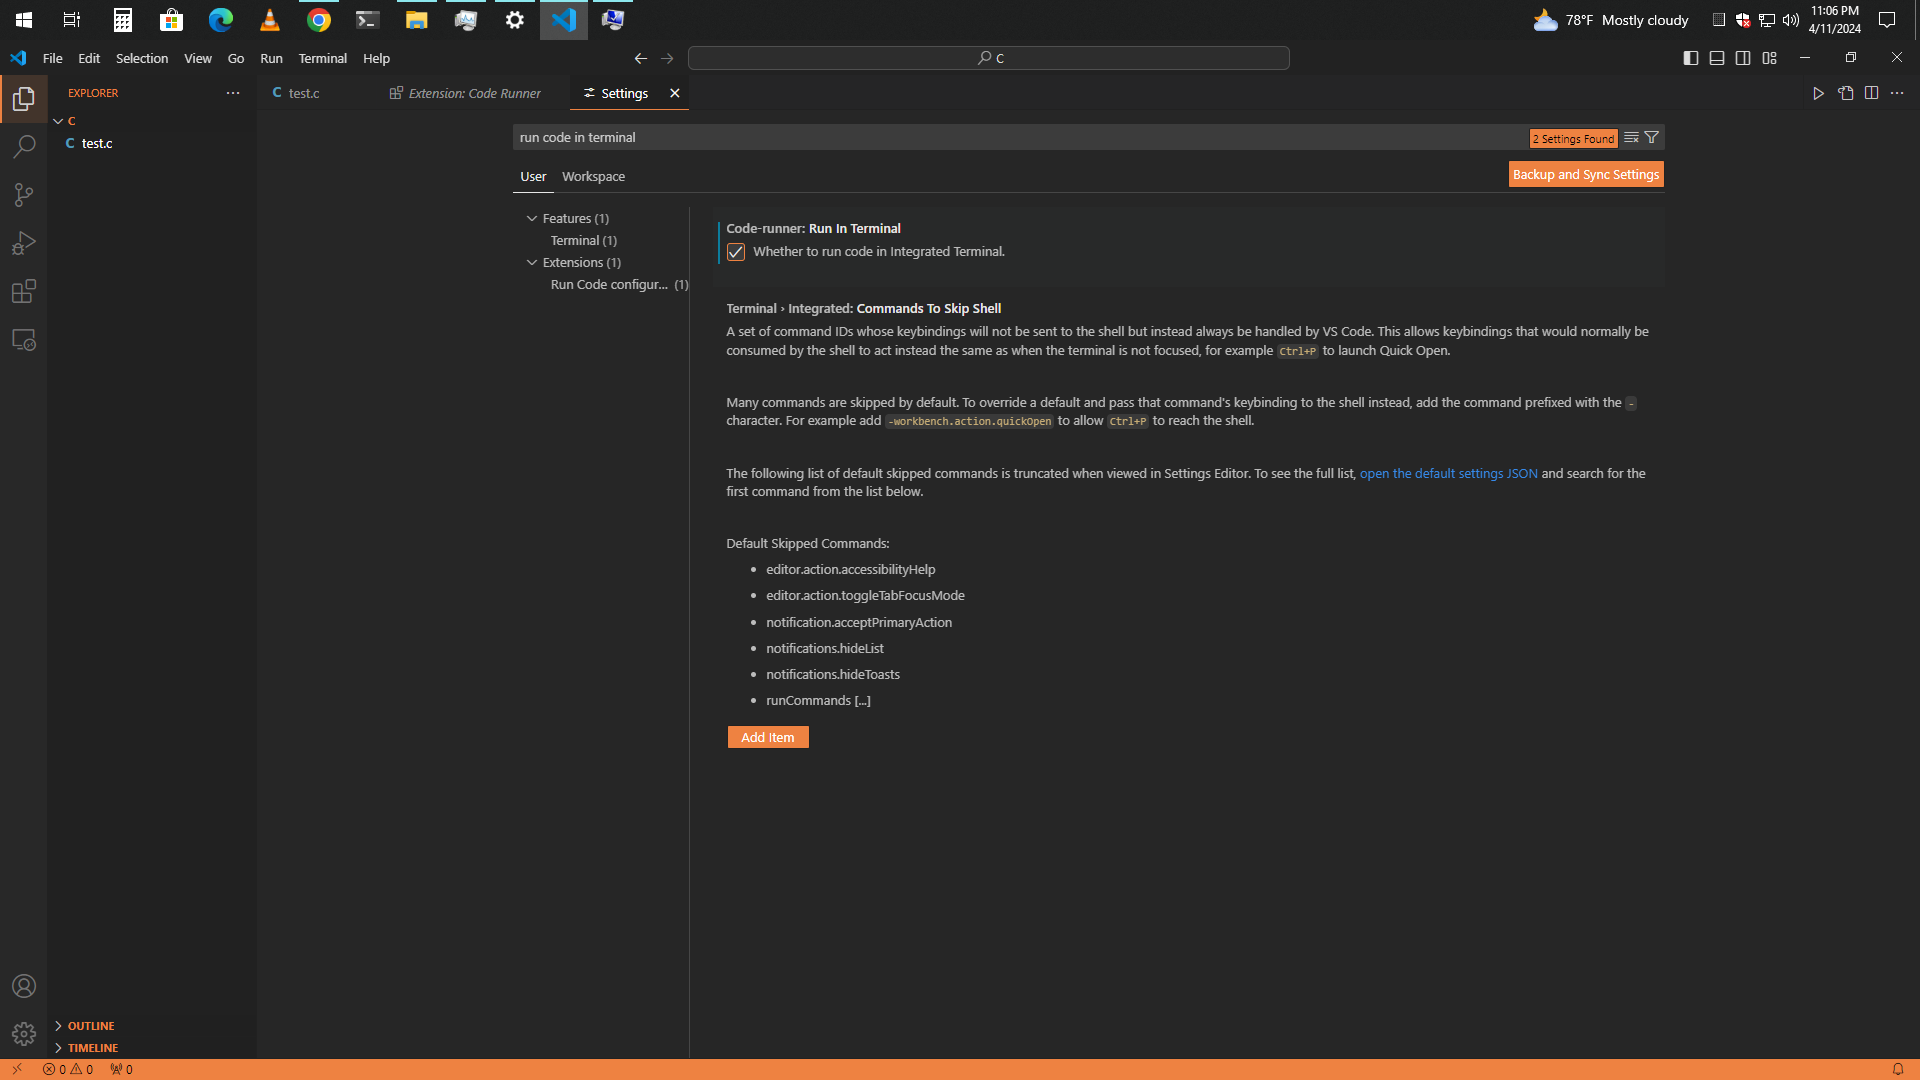 78°F Mostly cloudy
11:06 PM
4/11/2024
File Edit Selection View Go Run Terminal Help
C
EXPLORER
C test.c
Extension: Code Runner
Settings
C
C test.c
run code in terminal
2 Settings Found
User Workspace
Backup and Sync Settings
Features (1)
Terminal (1)
Extensions (1)
Run Code configur... (1)
Code-runner: Run In Terminal
Whether to run code in Integrated Terminal.
Terminal › Integrated: Commands To Skip Shell
A set of command IDs whose keybindings will not be sent to the shell but instead always be handled by VS Code. This allows keybindings that would normally be
consumed by the shell to act instead the same as when the terminal is not focused, for example Ctrl+P to launch Quick Open.
Many commands are skipped by default. To override a default and pass that command's keybinding to the shell instead, add the command prefixed with the -
character. For example add -workbench.action.quickOpen to allow Ctrl+P to reach the shell.
The following list of default skipped commands is truncated when viewed in Settings Editor. To see the full list, open the default settings JSON and search for the
first command from the list below.
Default Skipped Commands:
• editor.action.accessibilityHelp
• editor.action.toggleTabFocusMode
• notification.acceptPrimaryAction
• notifications.hideList
• notifications.hideToasts
• runCommands [...]
Add Item
OUTLINE
TIMELINE
0 0 0